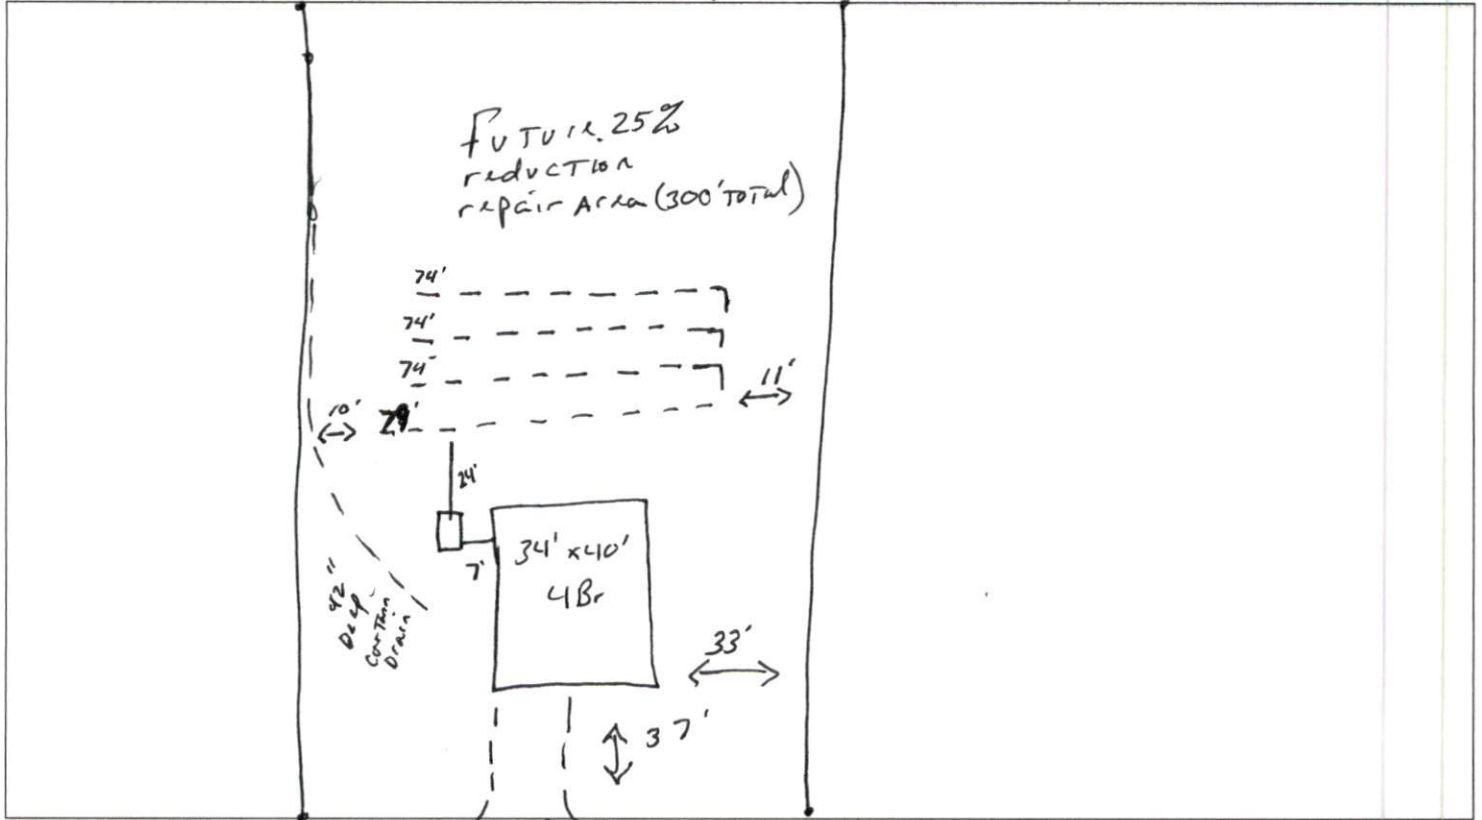 Future 25%
reduction
repair Area (300' Total)
74'
74'
74'
11'
10'
24'
34' x 40'
4Br
7'
42"
Deep
Curtain
Drain
33'
37'